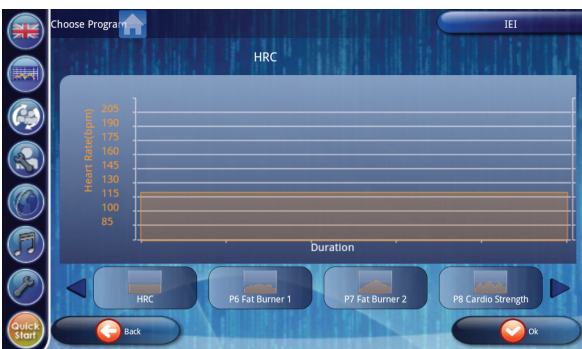 Choose Program
IEI
HRC
Heart Rate(bpm)
205
190
175
160
145
130
115
100
85
Duration
HRC
P6 Fat Burner 1
P7 Fat Burner 2
P8 Cardio Strength
Quick
Start
Back
Ok